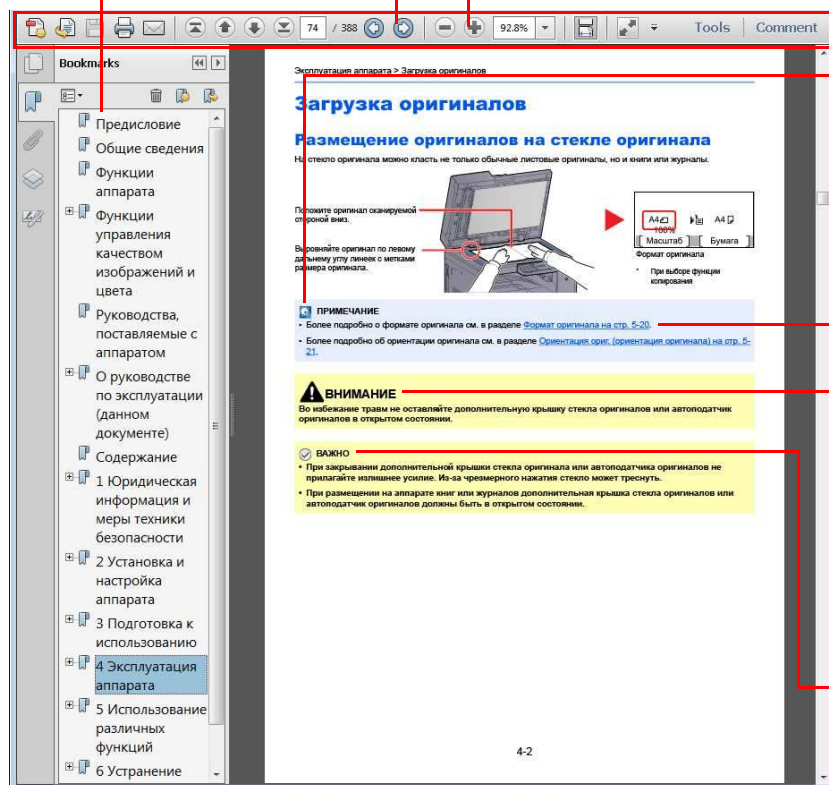 74 / 388 92.8% Tools Comment
Bookmarks
Предисловие
Общие сведения
Функции
аппарата
Функции
управления
качеством
изображений и
цвета
Руководства,
поставляемые с
аппаратом
О руководстве
по эксплуатации
(данном
документе)
Содержание
1 Юридическая
информация и
меры техники
безопасности
2 Установка и
настройка
аппарата
3 Подготовка к
использованию
4 Эксплуатация
аппарата
5 Использование
различных
функций
6 Устранение
Эксплуатация аппарата > Загрузка оригиналов
Загрузка оригиналов
Размещение оригиналов на стекле оригинала
На стекло оригинала можно класть не только обычные листовые оригиналы, но и книги или журналы.
Положите оригинал сканируемой
стороной вниз.
Выровняйте оригинал по левому
дальнему углу линеек с метками
размера оригинала.
A4 A4
100%
Масштаб Бумага
Формат оригинала
* При выборе функции
копирования
ПРИМЕЧАНИЕ
• Более подробно о формате оригинала см. в разделе Формат оригинала на стр. 5-20.
• Более подробно об ориентации оригинала см. в разделе Ориентация ориг. (ориентация оригинала) на стр. 5-
21.
ВНИМАНИЕ
Во избежание травм не оставляйте дополнительную крышку стекла оригиналов или автоподатчик
оригиналов в открытом состоянии.
ВАЖНО
• При закрывании дополнительной крышки стекла оригинала или автоподатчика оригиналов не
прилагайте излишнее усилие. Из-за чрезмерного нажатия стекло может треснуть.
• При размещении на аппарате книг или журналов дополнительная крышка стекла оригиналов или
автоподатчик оригиналов должны быть в открытом состоянии.
4-2